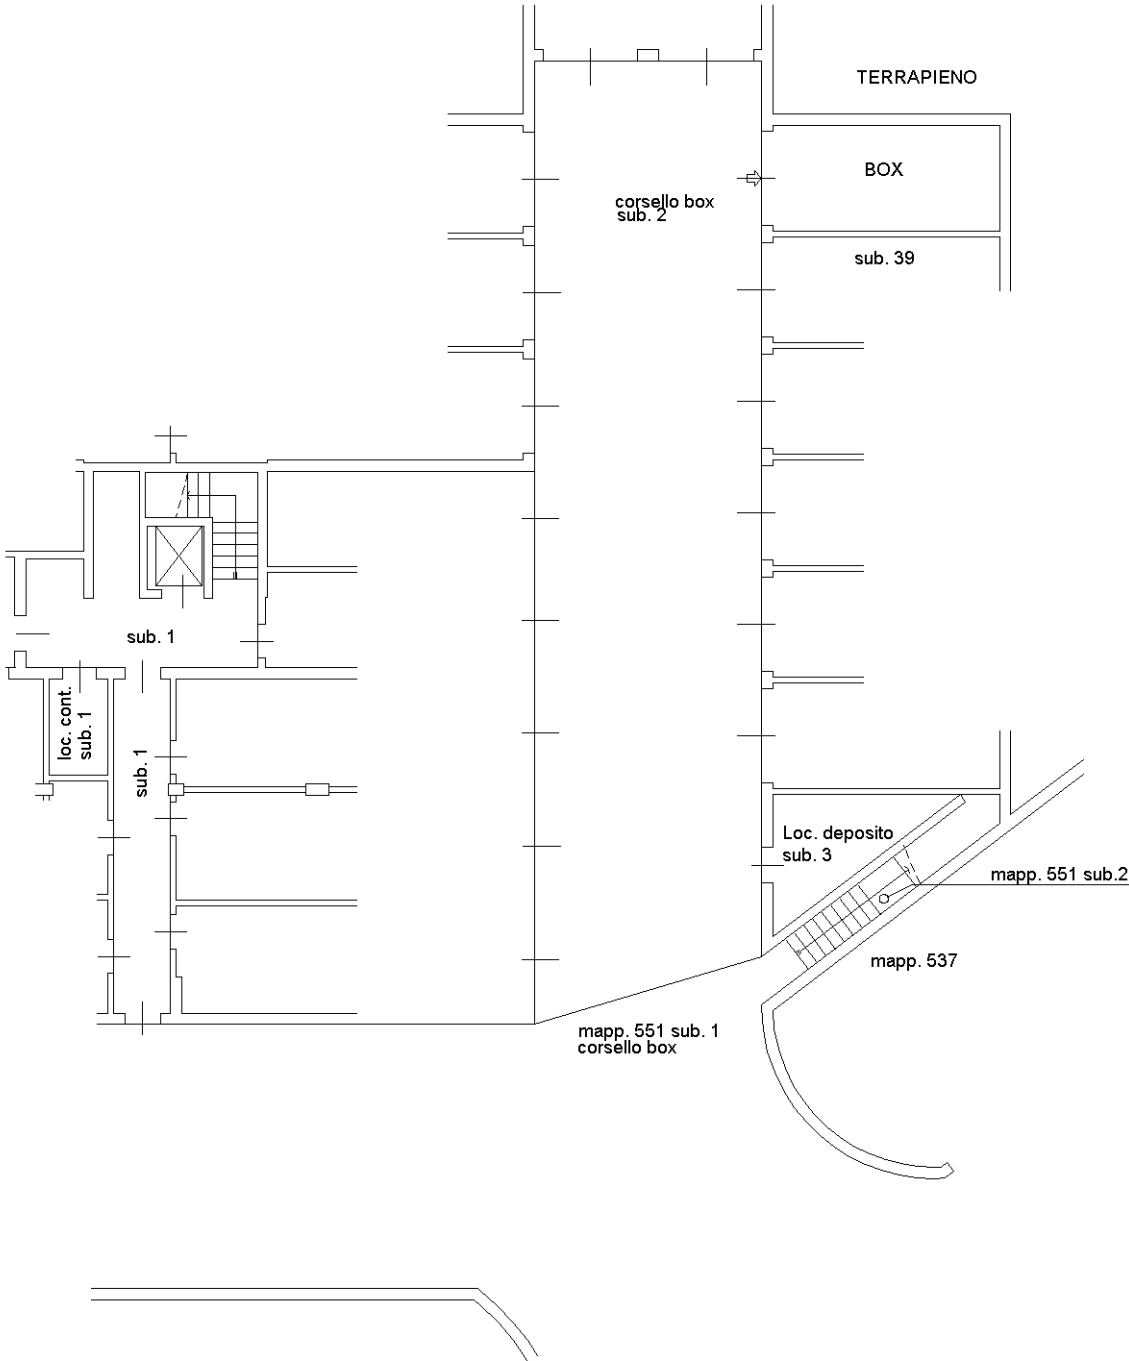 TERRAPIENO
BOX
corsello box
sub. 2
sub. 39
sub. 1
loc. cont.
sub. 1
sub. 1
Loc. deposito
sub. 3
mapp. 551 sub.2
mapp. 537
mapp. 551 sub. 1
corsello box